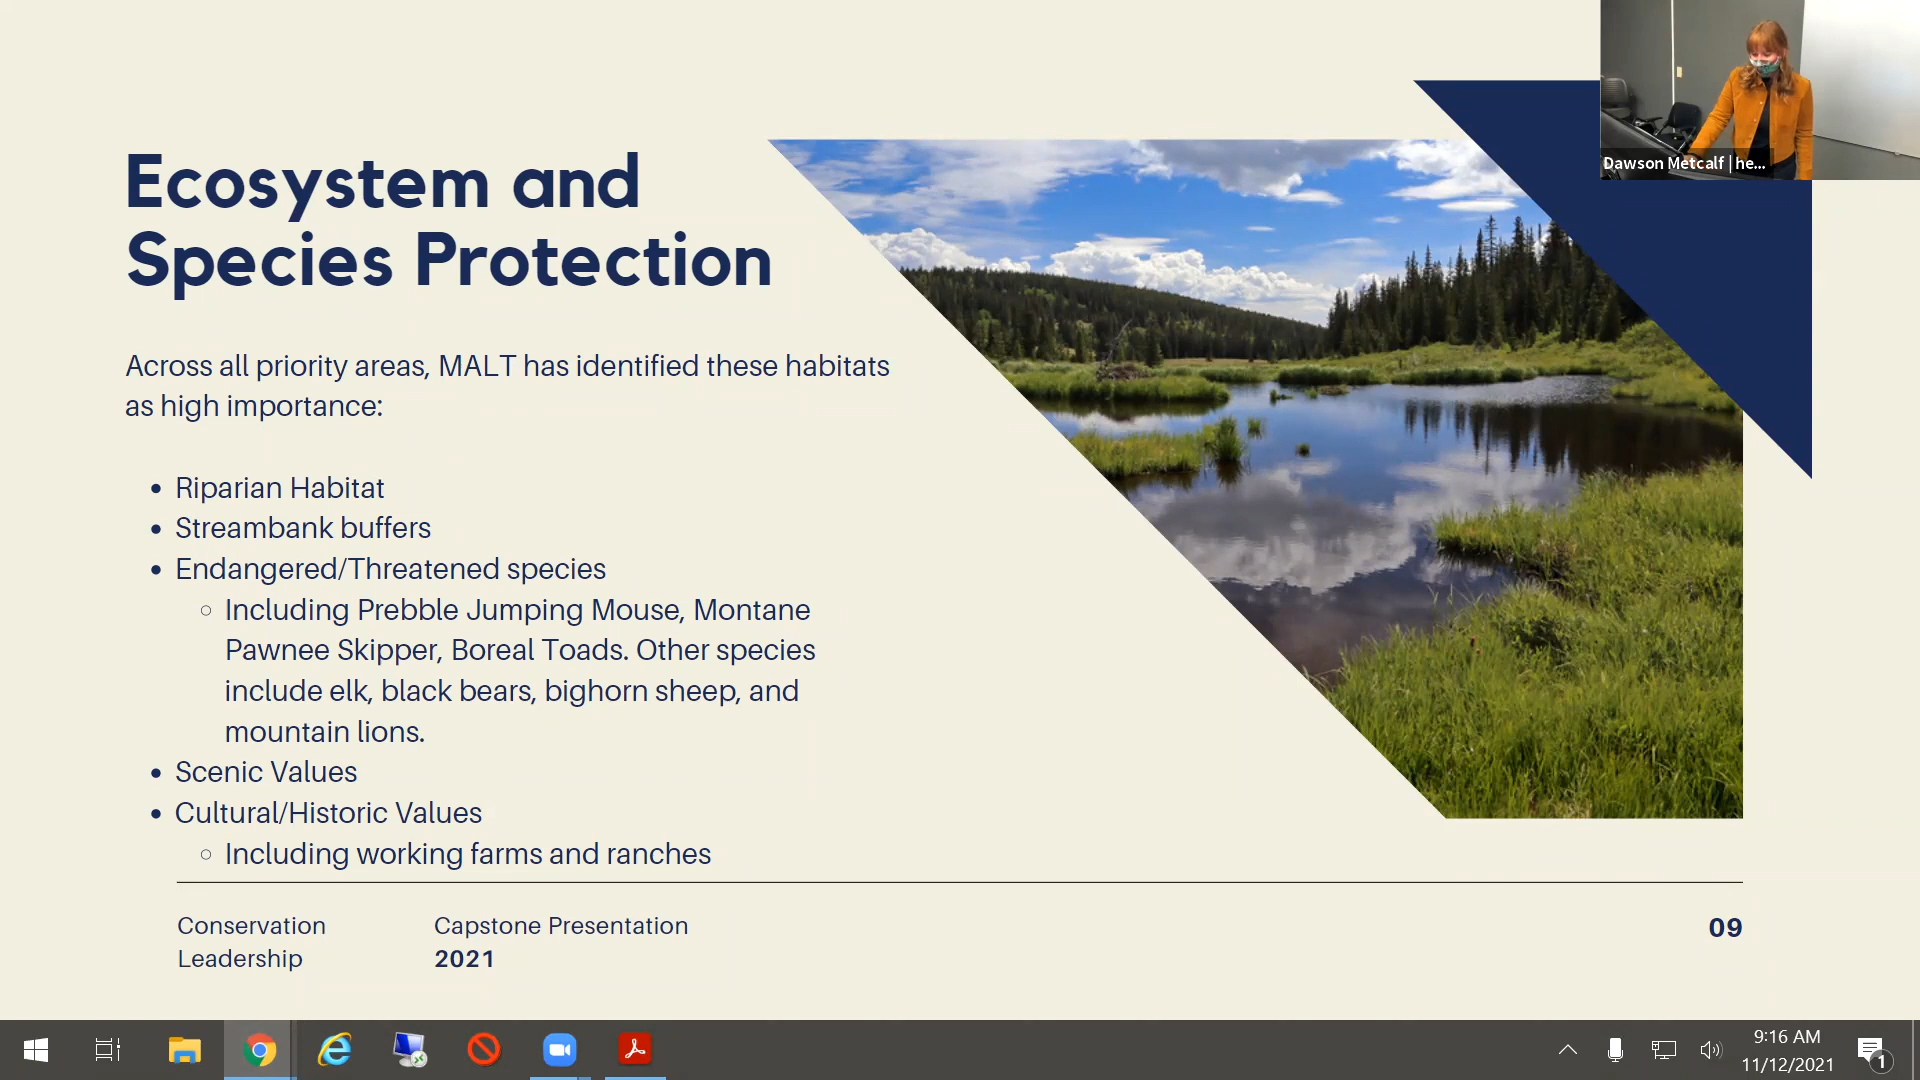 Ecosystem and
Species Protection
Across all priority areas, MALT has identified these habitats
as high importance:
Riparian Habitat
Streambank buffers
Endangered/Threatened species
Including Prebble Jumping Mouse, Montane
Pawnee Skipper, Boreal Toads. Other species
include elk, black bears, bighorn sheep, and
mountain lions.
Scenic Values
Cultural/Historic Values
Including working farms and ranches
Conservation
Leadership
Capstone Presentation
2021
09
Dawson Metcalf | he...
9:16 AM
11/12/2021
1